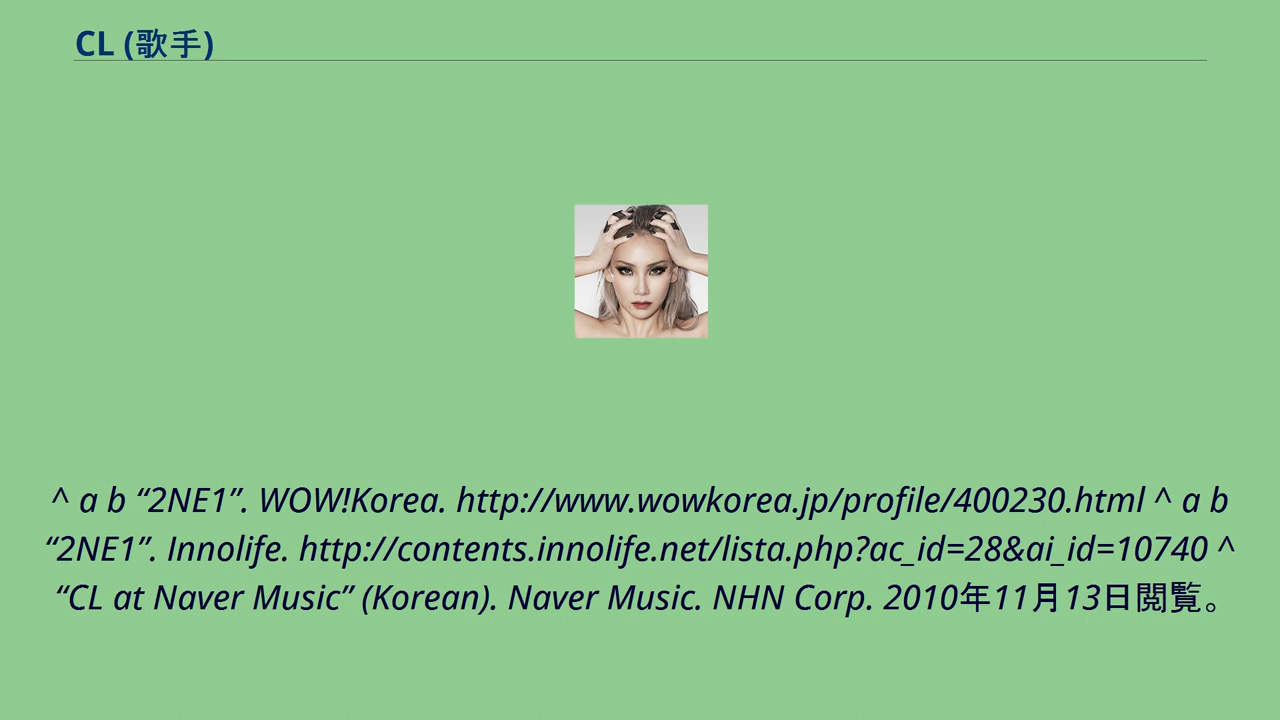 CL (歌手)
^ a b “2NE1”. WOW!Korea. http://www.wowkorea.jp/profile/400230.html ^ a b
“2NE1”. Innolife. http://contents.innolife.net/lista.php?ac_id=28&ai_id=10740 ^
“CL at Naver Music” (Korean). Naver Music. NHN Corp. 2010年11月13日閲覧。